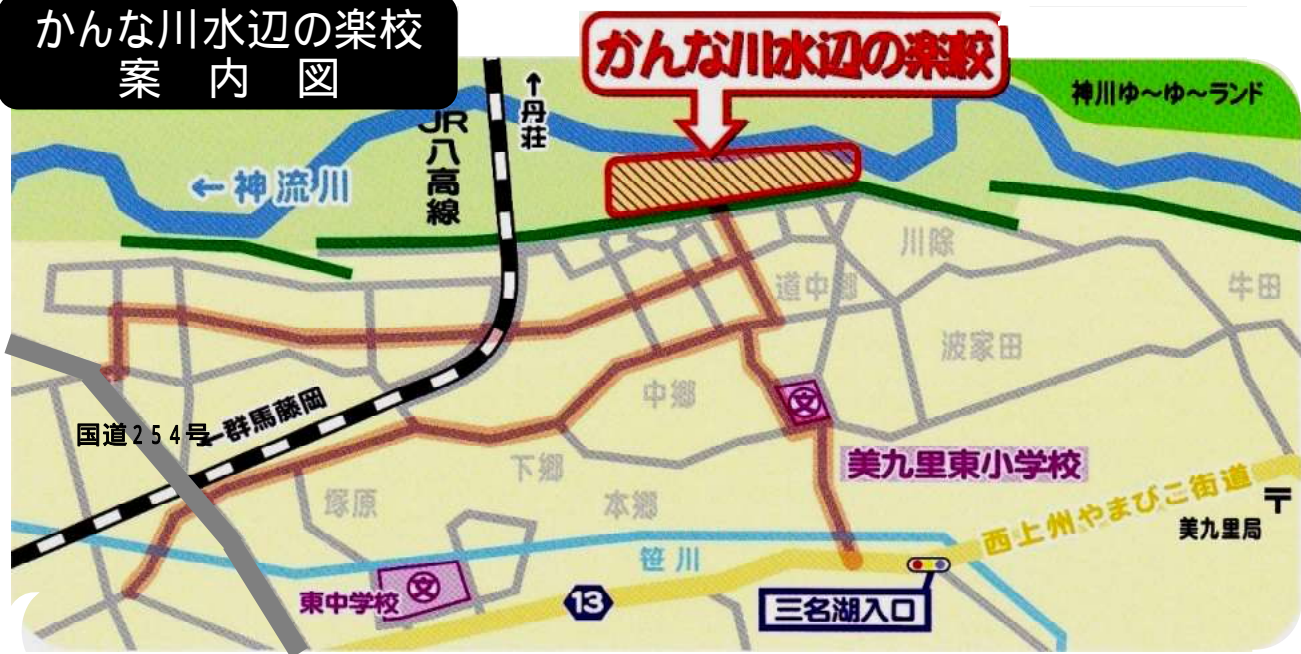 かんな川水辺の楽校
案内図
かんな川水辺の楽校
神川ゆ〜ゆ〜ランド
↑丹荘
JR八高線
←神流川
川除
道中郷
牛田
波家田
中郷
国道254号
←群馬藤岡
文
美九里東小学校
下郷
塚原
本郷
西上州やまびこ街道
〒
美九里局
笹川
文
東中学校
13
三名湖入口